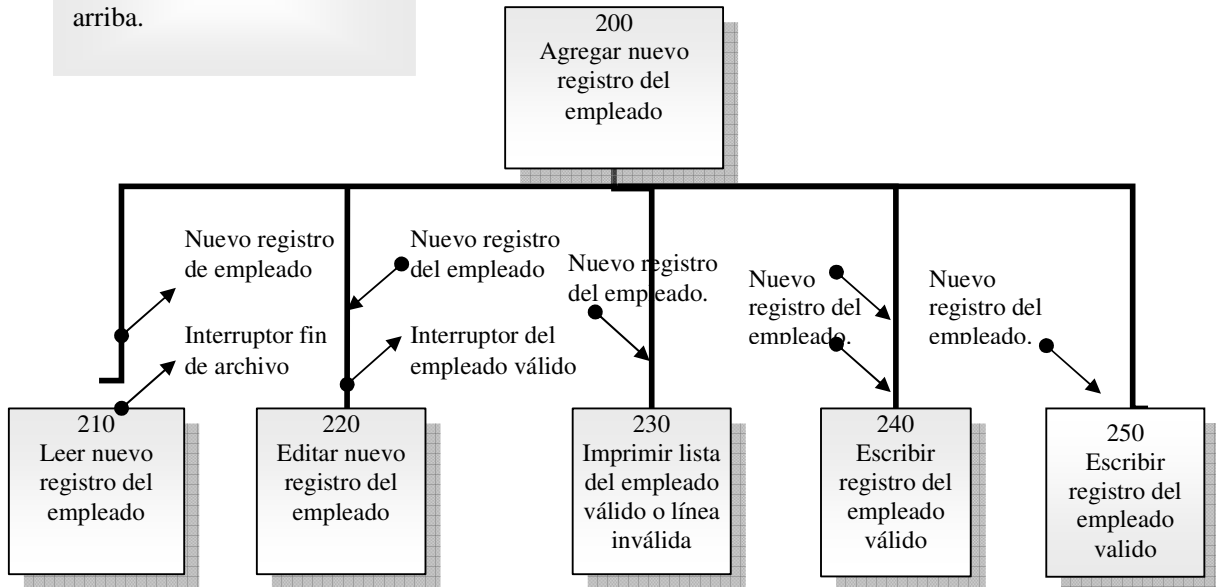 arriba.
200
Agregar nuevo
registro del
empleado
Nuevo registro
de empleado
Interruptor fin
de archivo
Nuevo registro
del empleado
Interruptor del
empleado válido
Nuevo registro
del empleado.
Nuevo
registro del
empleado.
Nuevo
registro del
empleado.
210
Leer nuevo
registro del
empleado
220
Editar nuevo
registro del
empleado
230
Imprimir lista
del empleado
válido o línea
inválida
240
Escribir
registro del
empleado
válido
250
Escribir
registro del
empleado
valido